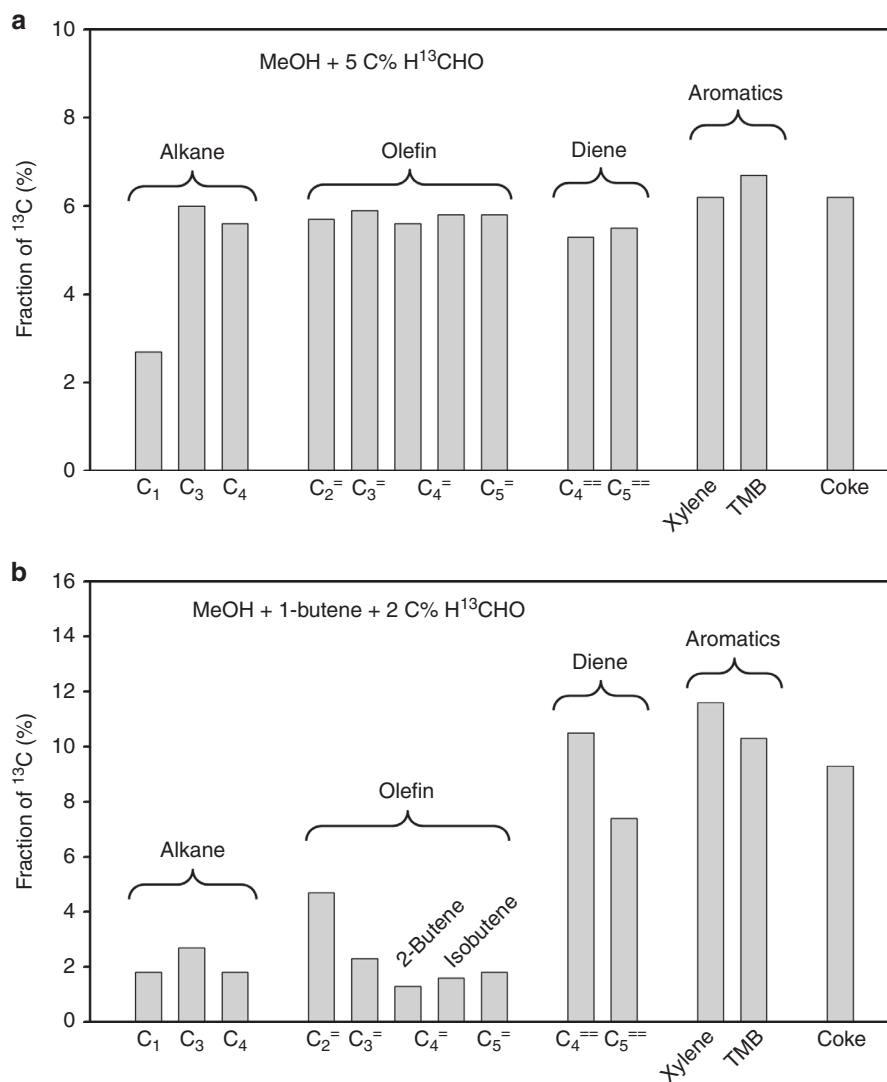 a
10
8
6
4
2
0
Fraction of ¹³C (%)
MeOH + 5 C% H¹³CHO
Alkane
Olefin
Diene
Aromatics
C₁ C₃ C₄ C₂⁼ C₃⁼ C₄⁼ C₅⁼ C₄⁼⁼ C₅⁼⁼ Xylene TMB Coke
b
16
14
12
10
8
6
4
2
0
Fraction of ¹³C (%)
MeOH + 1-butene + 2 C% H¹³CHO
Alkane
Olefin
2-Butene
Isobutene
Diene
Aromatics
C₁ C₃ C₄ C₂⁼ C₃⁼ C₄⁼ C₅⁼ C₄⁼⁼ C₅⁼⁼ Xylene TMB Coke